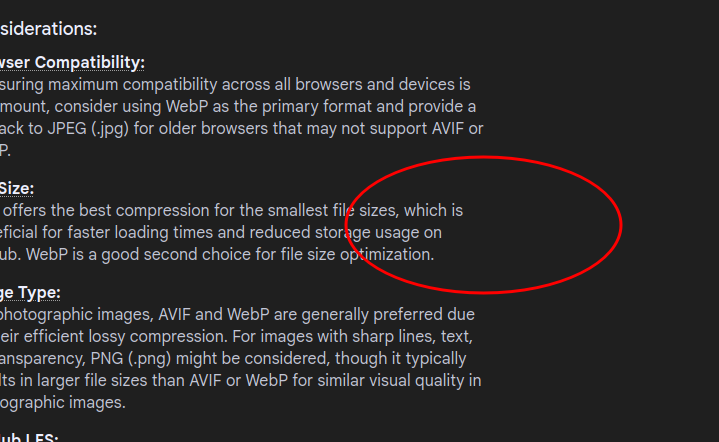 siderations:
wser Compatibility:
suring maximum compatibility across all browsers and devices is
mount, consider using WebP as the primary format and provide a
ack to JPEG (.jpg) for older browsers that may not support AVIF or
P.
Size:
offers the best compression for the smallest file sizes, which is
eficial for faster loading times and reduced storage usage on
ub. WebP is a good second choice for file size optimization.
ge Type:
photographic images, AVIF and WebP are generally preferred due
heir efficient lossy compression. For images with sharp lines, text,
ransparency, PNG (.png) might be considered, though it typically
lts in larger file sizes than AVIF or WebP for similar visual quality in
tographic images.
ub LFS: